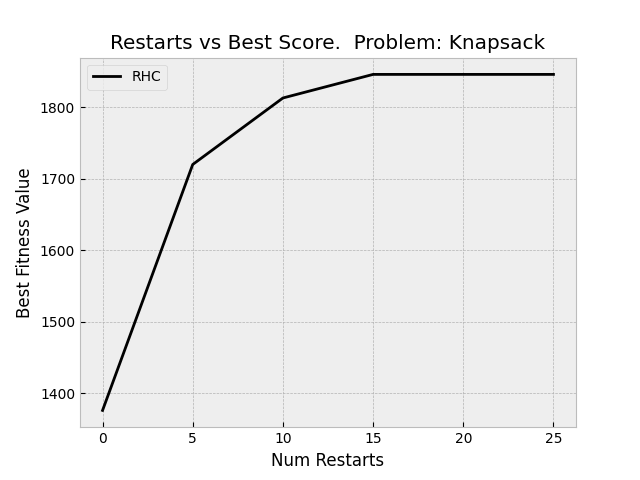 Restarts vs Best Score.  Problem: Knapsack
RHC
Best Fitness Value
1800
1700
1600
1500
1400
0 5 10 15 20 25
Num Restarts